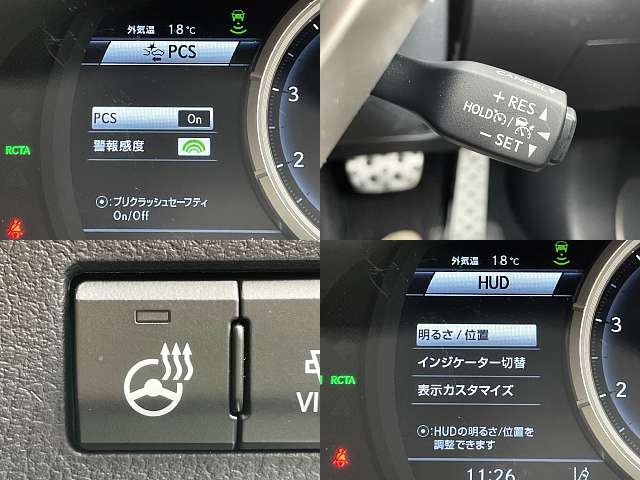 外気温 18℃
PCS
PCS On
警報感度
RCTA
⦿:プリクラッシュセーフティ
On/Off
3
2
CANCEL
+RES
HOLD /
-SET
VI
外気温 18℃
HUD
明るさ/位置
インジケーター切替
表示カスタマイズ
RCTA
⦿:HUDの明るさ/位置を
調整できます
11:26
3
2